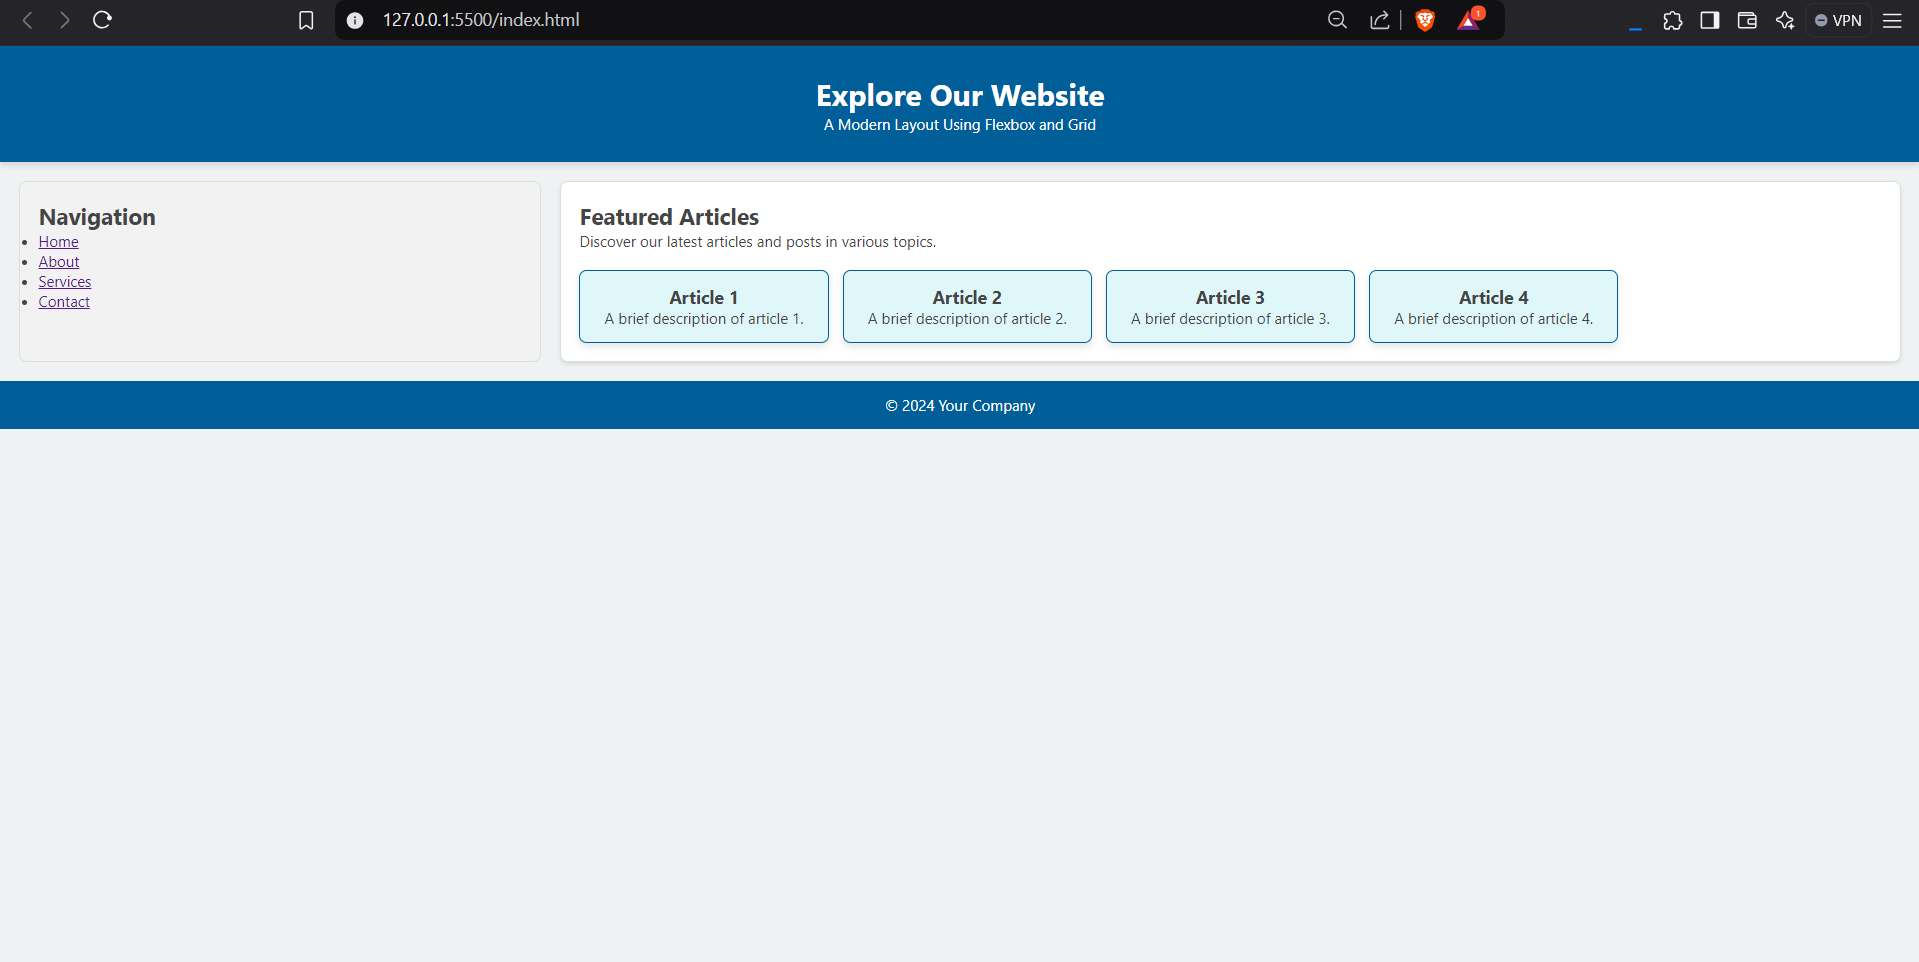 127.0.0.1:5500/index.html
1
VPN
Explore Our Website
A Modern Layout Using Flexbox and Grid
Navigation
Home
About
Services
Contact
Featured Articles
Discover our latest articles and posts in various topics.
Article 1
A brief description of article 1.
Article 2
A brief description of article 2.
Article 3
A brief description of article 3.
Article 4
A brief description of article 4.
© 2024 Your Company